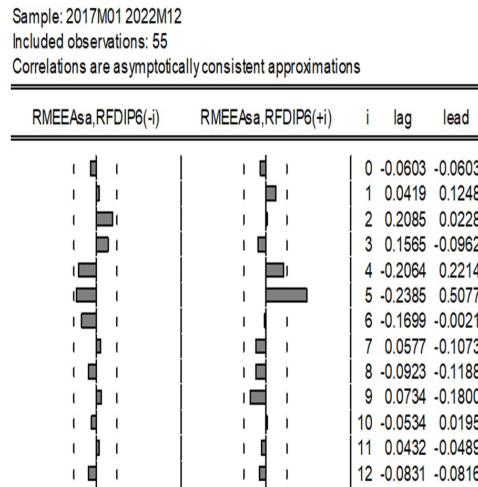 Sample: 2017M01 2022M12
Included observations: 55
Correlations are asymptotically consistent approximations
RMEEAsa,RFDIP6(-i) RMEEAsa,RFDIP6(+i) i lag lead
0 -0.0603 -0.0603
1 0.0419 0.1248
2 0.2085 0.0228
3 0.1565 -0.0962
4 -0.2064 0.2214
5 -0.2385 0.5077
6 -0.1699 -0.0021
7 0.0577 -0.1073
8 -0.0923 -0.1188
9 0.0734 -0.1800
10 -0.0534 0.0195
11 0.0432 -0.0489
12 -0.0831 -0.0816